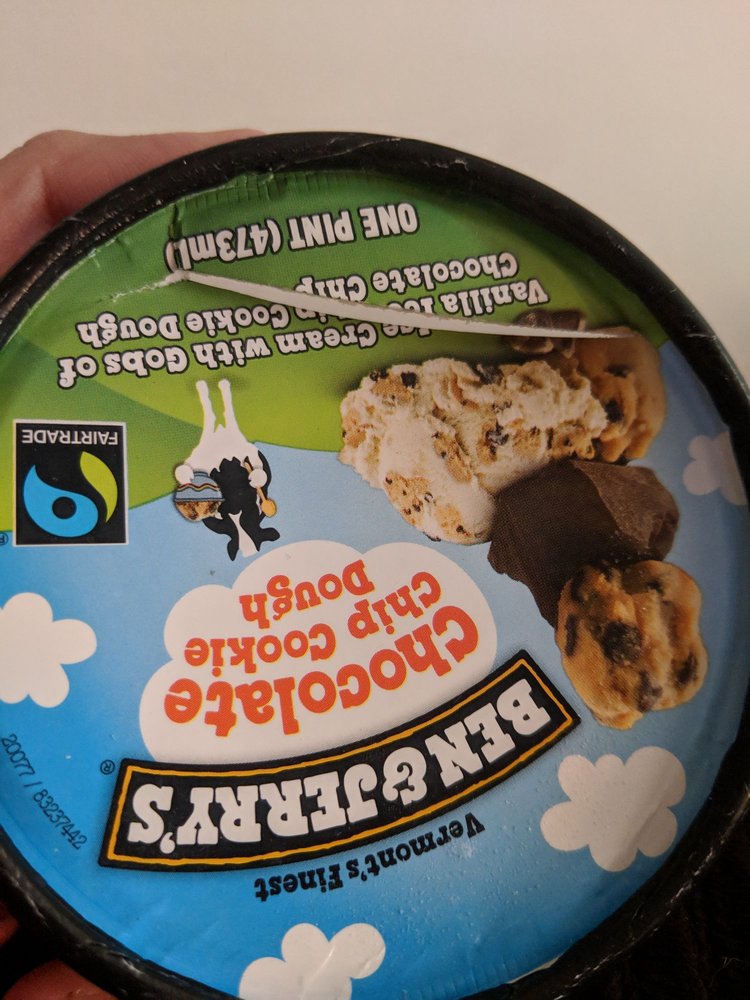 Vermont's Finest
BEN & JERRY'S
®
Chocolate
Chip Cookie
Dough
FAIRTRADE
®
Vanilla Ice Cream with Gobs of
Chocolate Chip Cookie Dough
ONE PINT (473ml)
20077 / 83237442